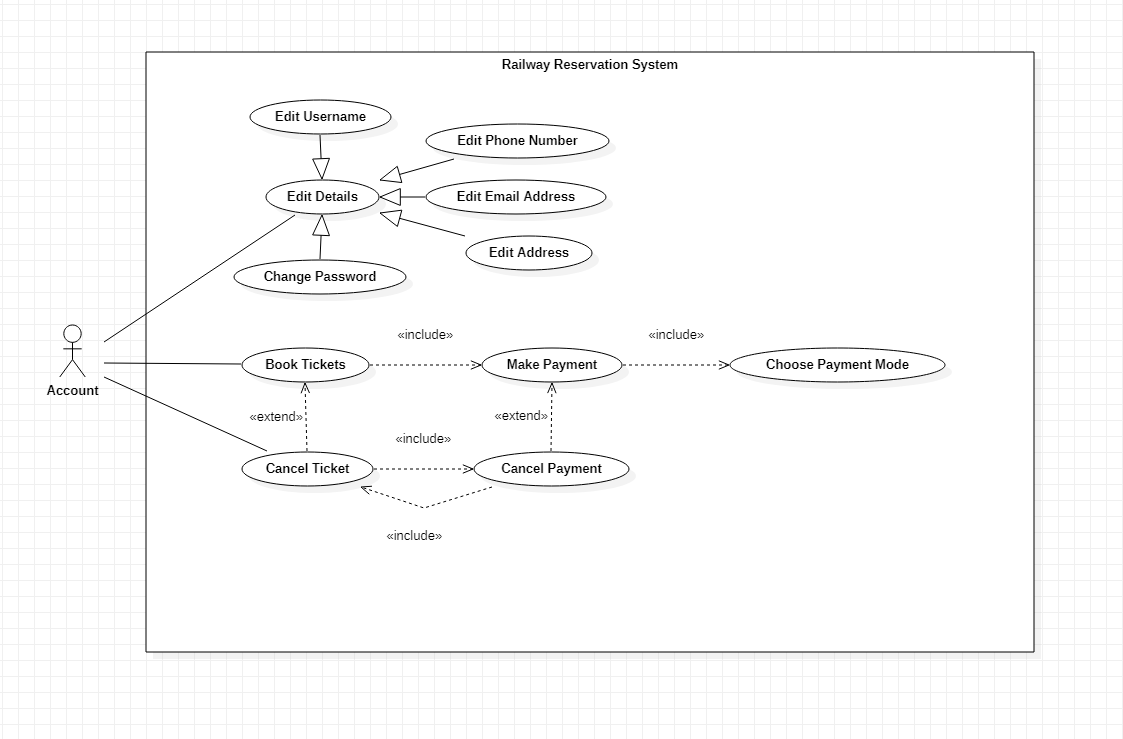 Railway Reservation System
Edit Username
Edit Phone Number
Edit Details
Edit Email Address
Edit Address
Change Password
«include»
«include»
Book Tickets
Make Payment
Choose Payment Mode
Account
«extend»
«extend»
«include»
Cancel Ticket
Cancel Payment
«include»